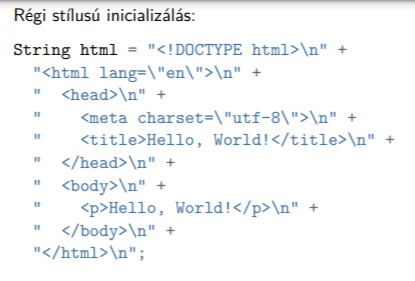 Régi stílusú inicializálás:
String html = "<!DOCTYPE html>\n" +
  "<html lang=\"en\">\n" +
  "  <head>\n" +
  "    <meta charset=\"utf-8\">\n" +
  "    <title>Hello, World!</title>\n" +
  "  </head>\n" +
  "  <body>\n" +
  "    <p>Hello, World!</p>\n" +
  "  </body>\n" +
  "</html>\n";